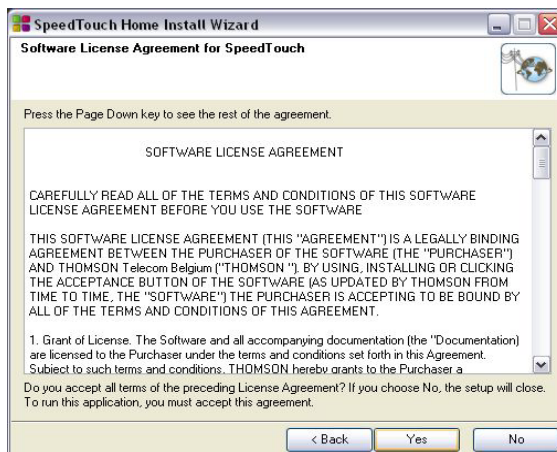 SpeedTouch Home Install Wizard
Software License Agreement for SpeedTouch
Press the Page Down key to see the rest of the agreement.
SOFTWARE LICENSE AGREEMENT
CAREFULLY READ ALL OF THE TERMS AND CONDITIONS OF THIS SOFTWARE
LICENSE AGREEMENT BEFORE YOU USE THE SOFTWARE
THIS SOFTWARE LICENSE AGREEMENT (THIS "AGREEMENT") IS A LEGALLY BINDING
AGREEMENT BETWEEN THE PURCHASER OF THE SOFTWARE (THE "PURCHASER")
AND THOMSON Telecom Belgium ("THOMSON "). BY USING, INSTALLING OR CLICKING
THE ACCEPTANCE BUTTON OF THE SOFTWARE (AS UPDATED BY THOMSON FROM
TIME TO TIME, THE "SOFTWARE") THE PURCHASER IS ACCEPTING TO BE BOUND BY
ALL OF THE TERMS AND CONDITIONS OF THIS AGREEMENT.
1. Grant of License. The Software and all accompanying documentation (the "Documentation)
are licensed to the Purchaser under the terms and conditions set forth in this Agreement.
Subject to such terms and conditions, THOMSON hereby grants to the Purchaser a
Do you accept all terms of the preceding License Agreement? If you choose No, the setup will close.
To run this application, you must accept this agreement.
< Back Yes No